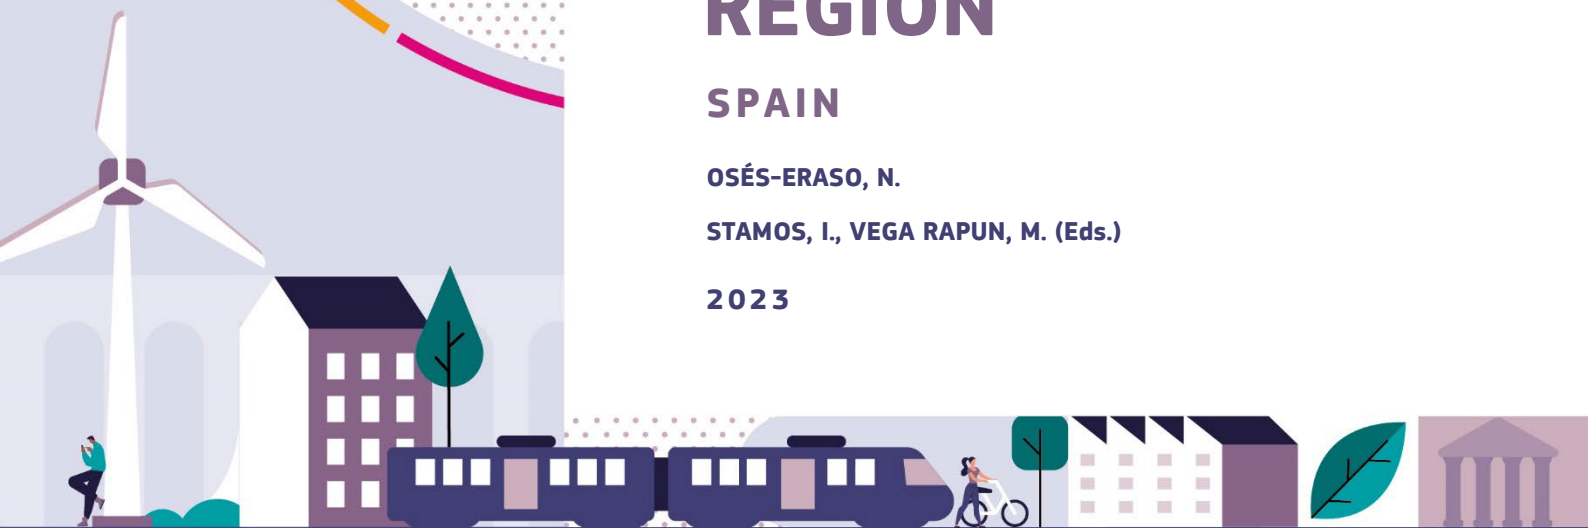 REGION
SPAIN
OSÉS-ERASO, N.
STAMOS, I., VEGA RAPUN, M. (Eds.)
2023